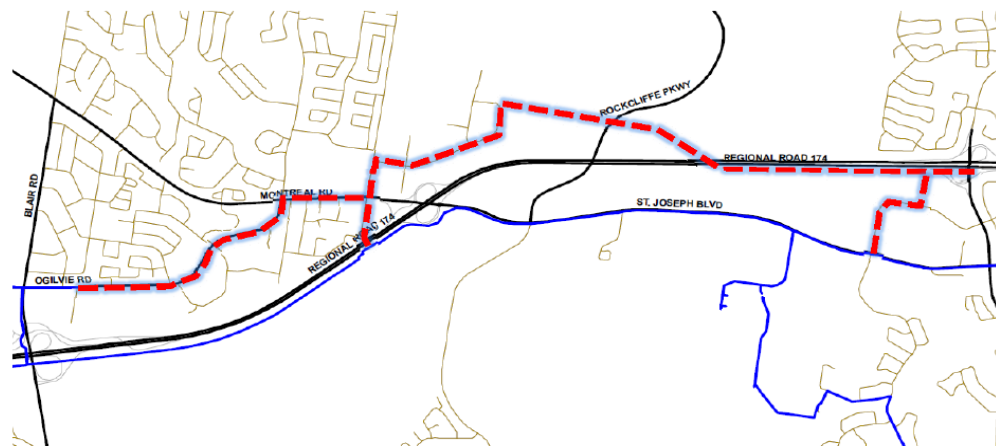 ROCKCLIFFE PKWY
REGIONAL ROAD 174
BLAIR RD
MONTREAL RD
ST. JOSEPH BLVD
REGIONAL ROAD 174
OGILVIE RD